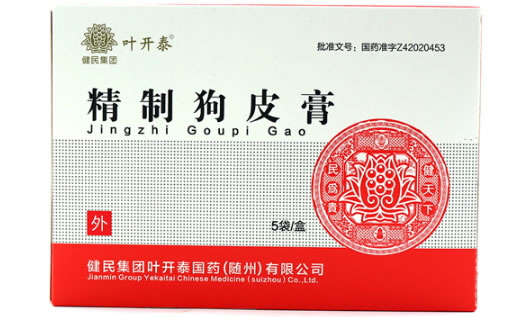 叶开泰®
健民集团
批准文号：国药准字Z42020453
精制狗皮膏
Jingzhi Goupi Gao
民为贵
健天下
5袋/盒
外
健民集团叶开泰国药(随州)有限公司
Jianmin Group Yekaitai Chinese Medicine (suizhou) Co.,Ltd.